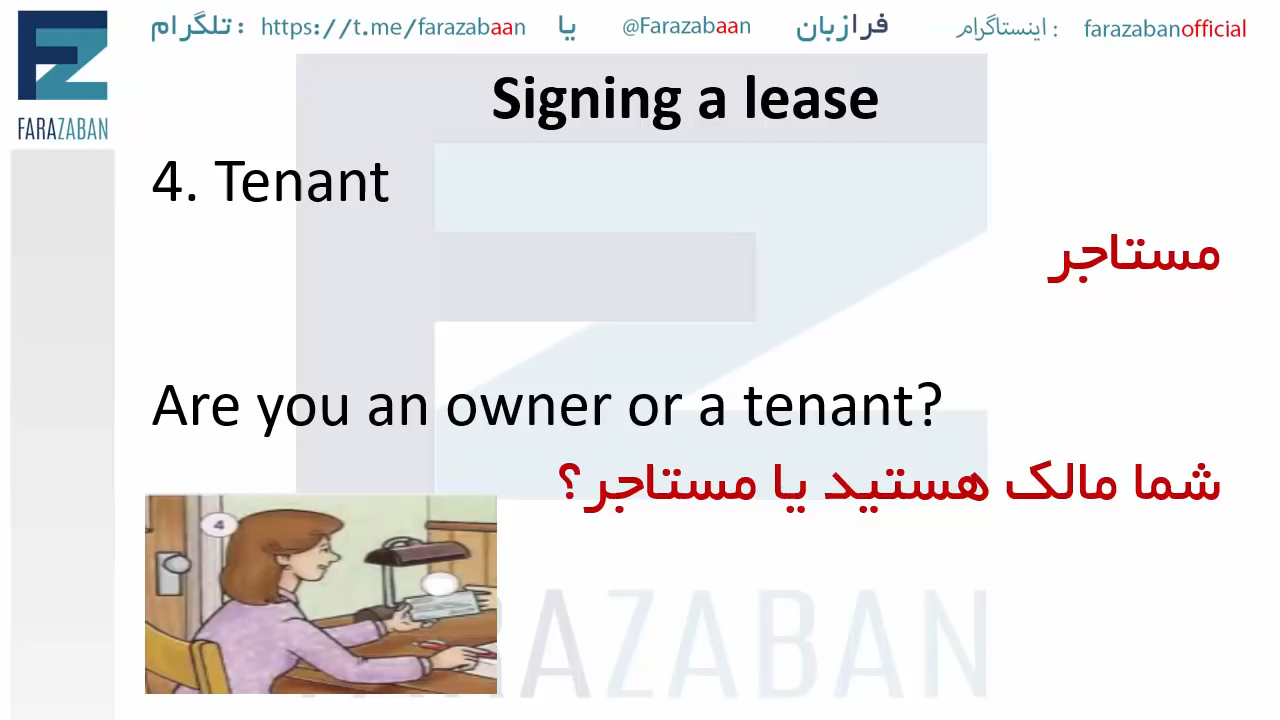 تلگرام : https://t.me/farazabaan یا @Farazabaan فرازبان اینستاگرام : farazabanofficial
FZ
FARAZABAN
Signing a lease
4. Tenant
مستاجر
Are you an owner or a tenant?
شما مالک هستید یا مستاجر؟
4
FARAZABAN